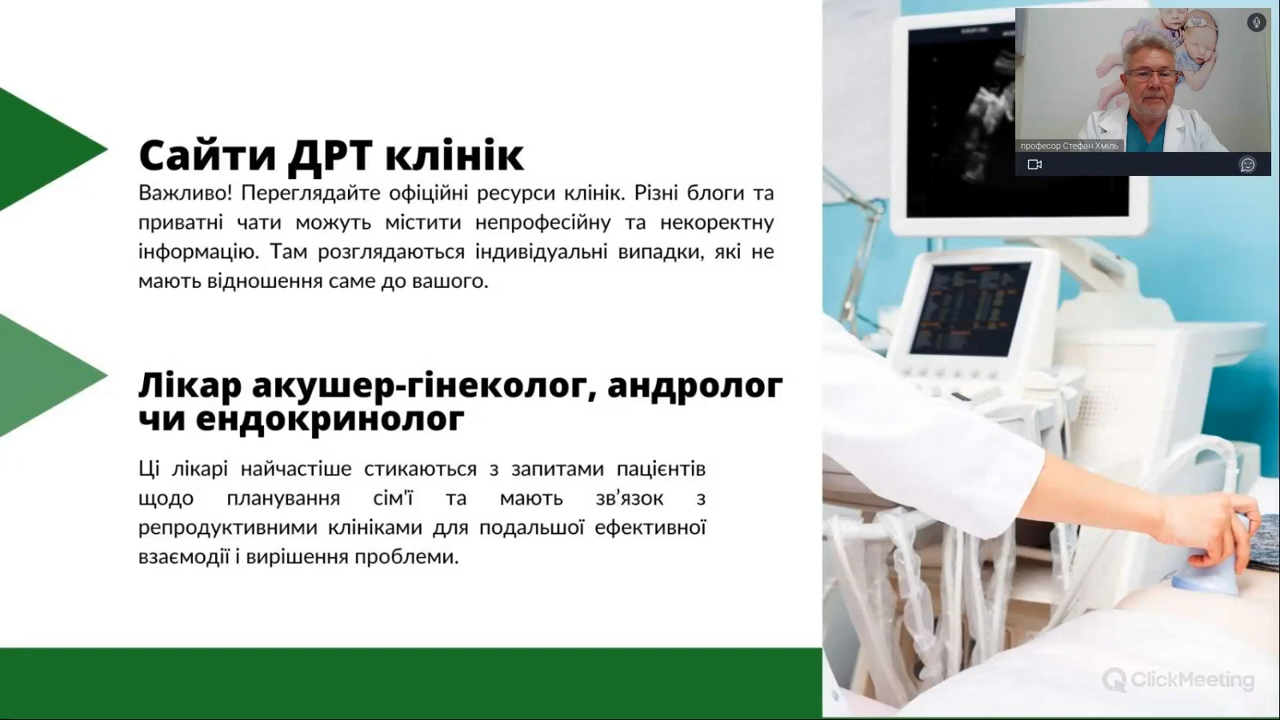 Сайти ДРТ клінік
Важливо! Переглядайте офіційні ресурси клінік. Різні блоги та
приватні чати можуть містити непрофесійну та некоректну
інформацію. Там розглядаються індивідуальні випадки, які не
мають відношення саме до вашого.
Лікар акушер-гінеколог, андролог
чи ендокринолог
Ці лікарі найчастіше стикаються з запитами пацієнтів
щодо планування сім'ї та мають зв'язок з
репродуктивними клініками для подальшої ефективної
взаємодії і вирішення проблеми.
професор Стефан Хміль
ClickMeeting